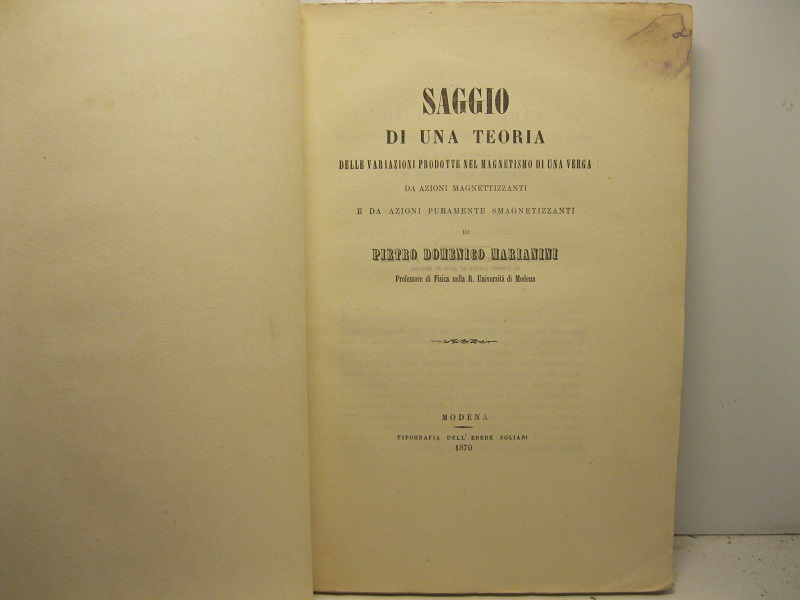 SAGGIO
DI UNA TEORIA
DELLE VARIAZIONI PRODOTTE NEL MAGNETISMO DI UNA VERGA
DA AZIONI MAGNETTIZZANTI
E DA AZIONI PURAMENTE SMAGNETIZZANTI
DI
PIETRO DOMENICO MARIANINI
Professore di Fisica nella R. Università di Modena
MODENA
TIPOGRAFIA DELL' EREDE SOLIANI
1870